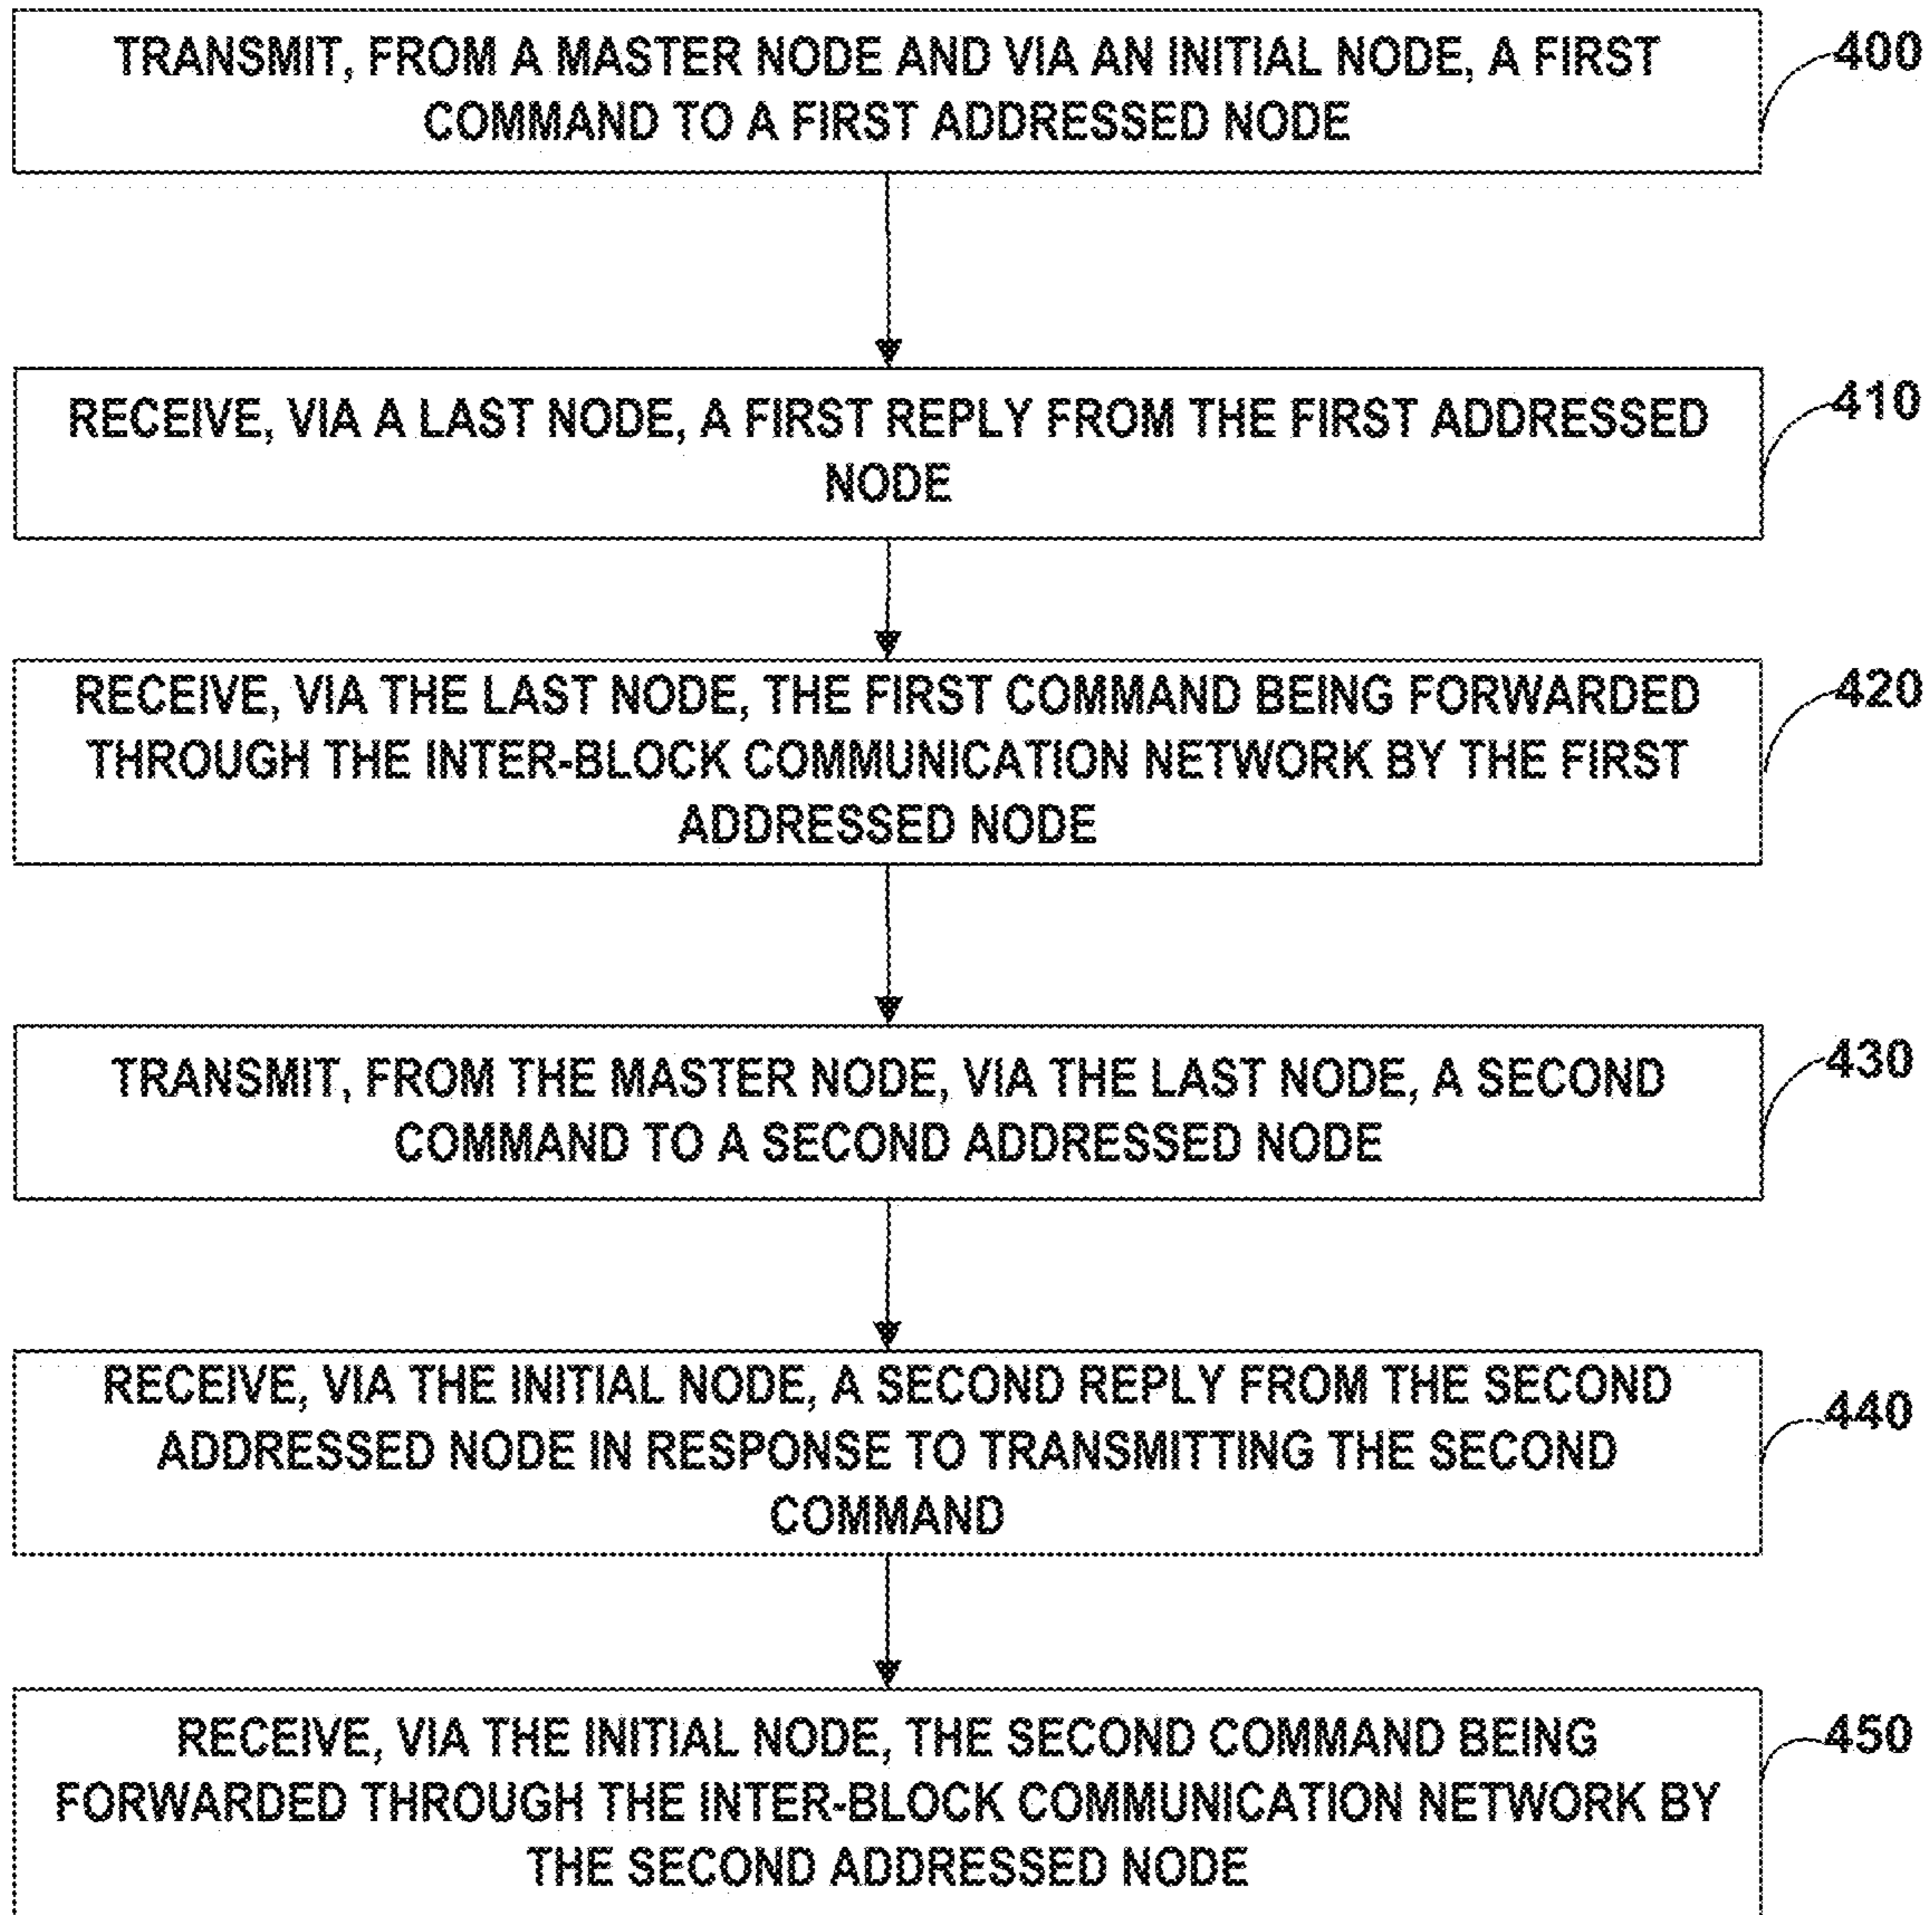 TRANSMIT, FROM A MASTER NODE AND VIA AN INITIAL NODE, A FIRST
COMMAND TO A FIRST ADDRESSED NODE
400
RECEIVE, VIA A LAST NODE, A FIRST REPLY FROM THE FIRST ADDRESSED
NODE
410
RECEIVE, VIA THE LAST NODE, THE FIRST COMMAND BEING FORWARDED
THROUGH THE INTER-BLOCK COMMUNICATION NETWORK BY THE FIRST
ADDRESSED NODE
420
TRANSMIT, FROM THE MASTER NODE, VIA THE LAST NODE, A SECOND
COMMAND TO A SECOND ADDRESSED NODE
430
RECEIVE, VIA THE INITIAL NODE, A SECOND REPLY FROM THE SECOND
ADDRESSED NODE IN RESPONSE TO TRANSMITTING THE SECOND
COMMAND
440
RECEIVE, VIA THE INITIAL NODE, THE SECOND COMMAND BEING
FORWARDED THROUGH THE INTER-BLOCK COMMUNICATION NETWORK BY
THE SECOND ADDRESSED NODE
450